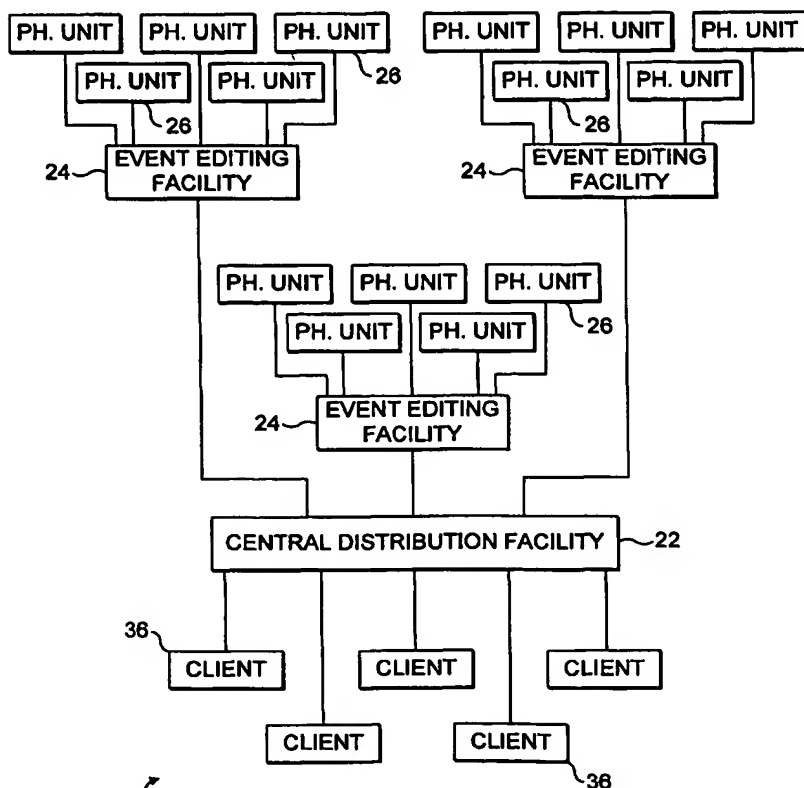 PH. UNIT PH. UNIT PH. UNIT PH. UNIT PH. UNIT PH. UNIT
PH. UNIT PH. UNIT 26 PH. UNIT PH. UNIT
26 26
24 EVENT EDITING FACILITY 24 EVENT EDITING FACILITY
PH. UNIT PH. UNIT PH. UNIT
PH. UNIT PH. UNIT 26
24 EVENT EDITING
FACILITY
CENTRAL DISTRIBUTION FACILITY 22
36
CLIENT CLIENT CLIENT
CLIENT CLIENT
36